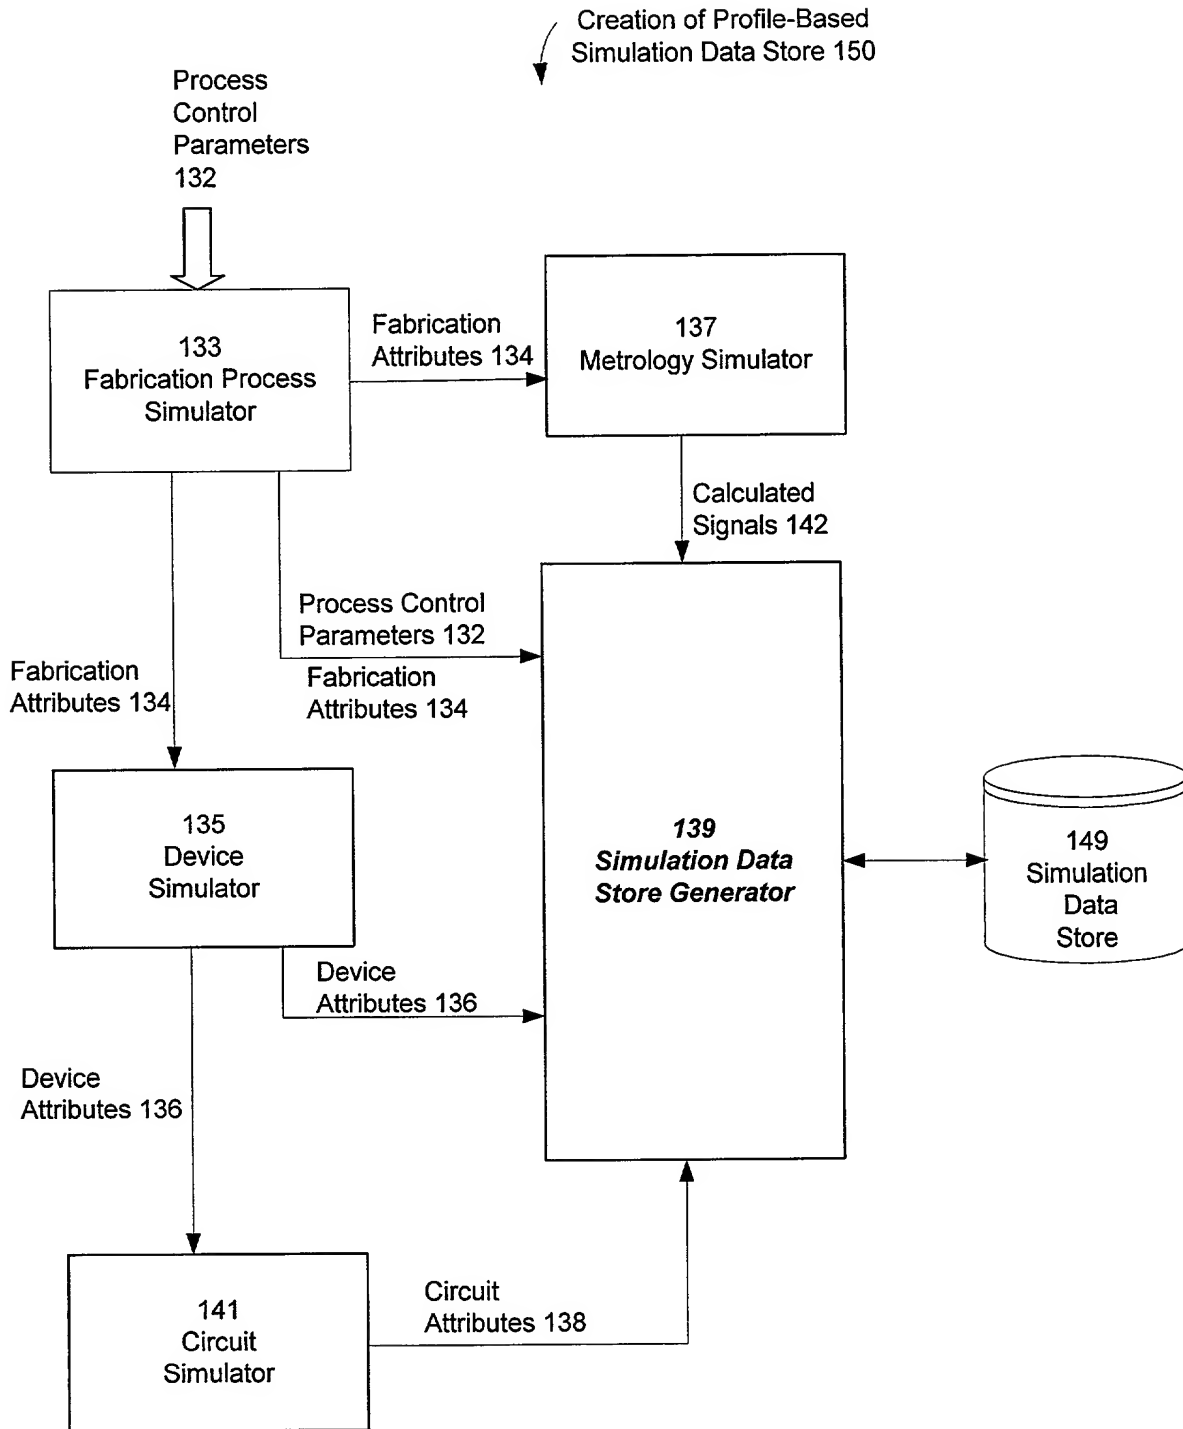 Creation of Profile-Based
Simulation Data Store 150
Process
Control
Parameters
132
133
Fabrication Process
Simulator
Fabrication
Attributes 134
137
Metrology Simulator
Calculated
Signals 142
Process Control
Parameters 132
Fabrication
Attributes 134
Fabrication
Attributes 134
135
Device
Simulator
139
Simulation Data
Store Generator
149
Simulation
Data
Store
Device
Attributes 136
Device
Attributes 136
141
Circuit
Simulator
Circuit
Attributes 138